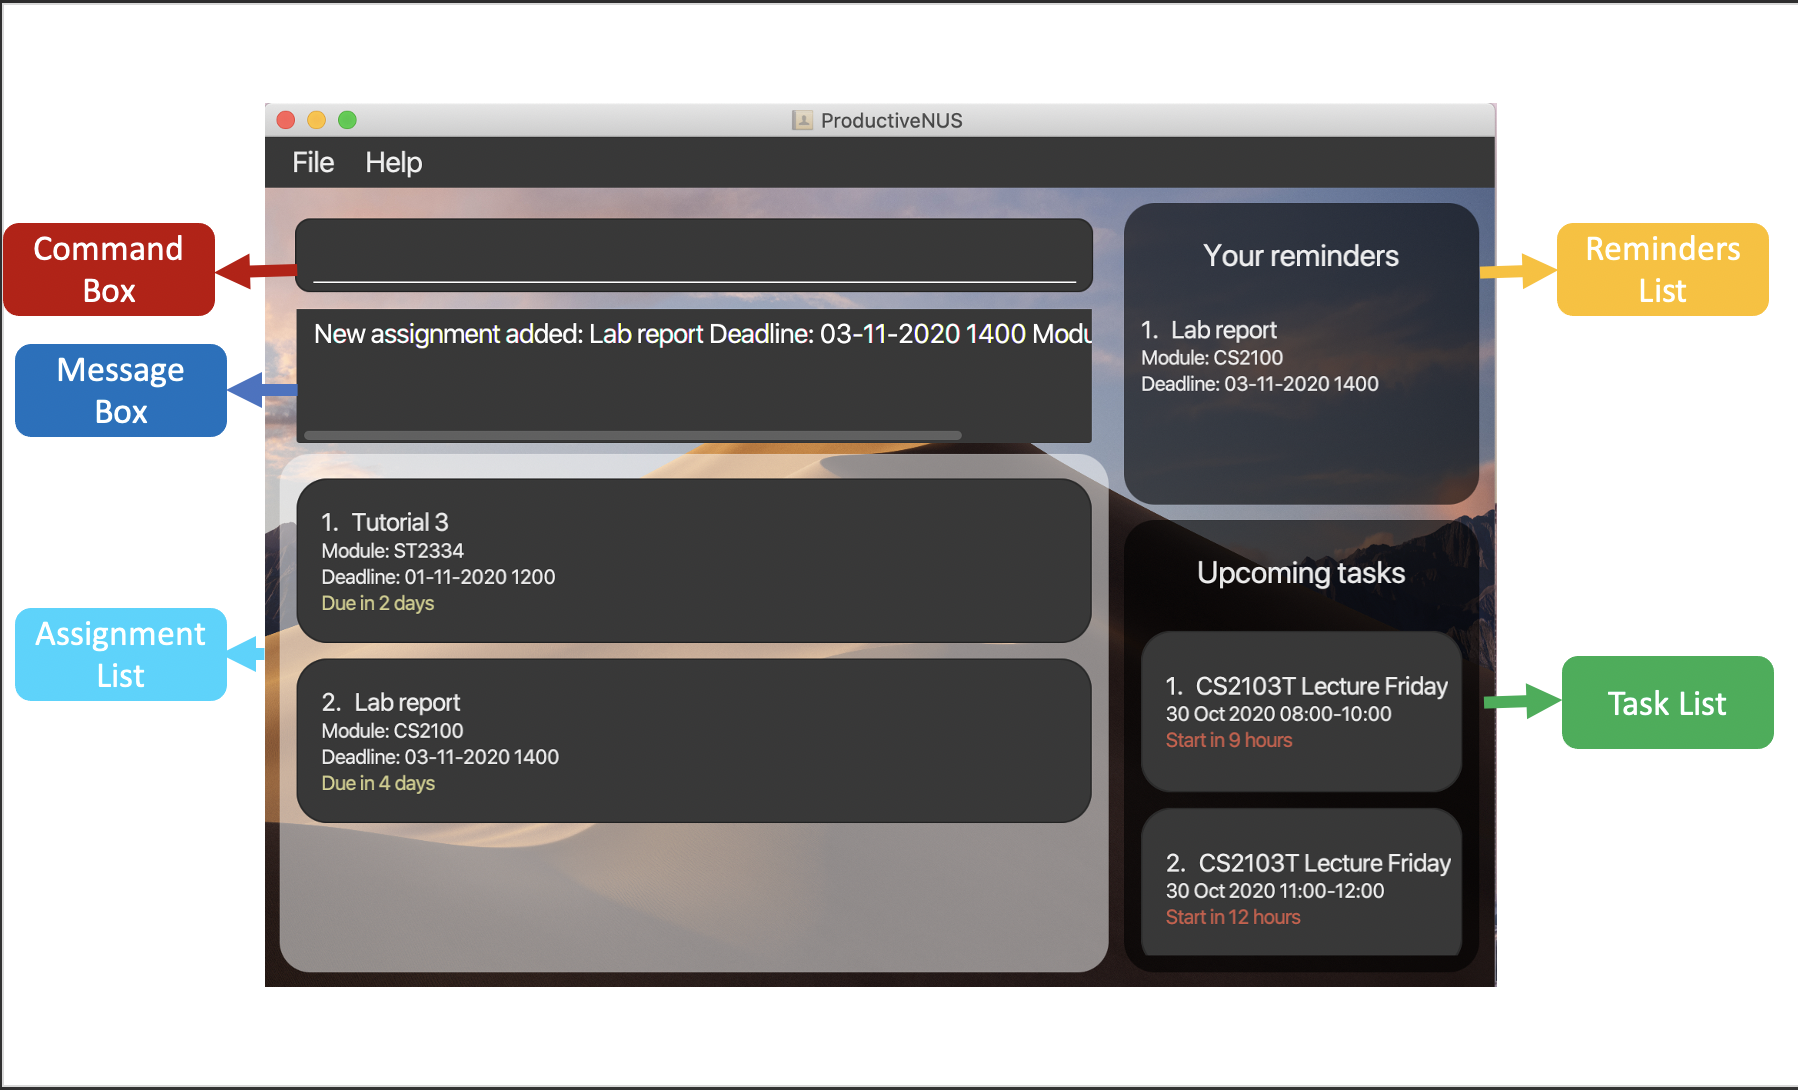 ProductiveNUS
File Help
Command
Box
Message
Box
Assignment
List
New assignment added: Lab report Deadline: 03-11-2020 1400 Modu
1. Tutorial 3
Module: ST2334
Deadline: 01-11-2020 1200
Due in 2 days
2. Lab report
Module: CS2100
Deadline: 03-11-2020 1400
Due in 4 days
Your reminders
1. Lab report
Module: CS2100
Deadline: 03-11-2020 1400
Upcoming tasks
1. CS2103T Lecture Friday
30 Oct 2020 08:00-10:00
Start in 9 hours
2. CS2103T Lecture Friday
30 Oct 2020 11:00-12:00
Start in 12 hours
Reminders
List
Task List